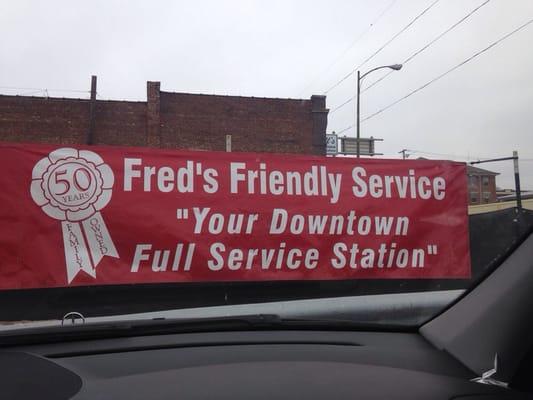 50
YEARS
FAMILY
OWNED
Fred's Friendly Service
"Your Downtown
Full Service Station"